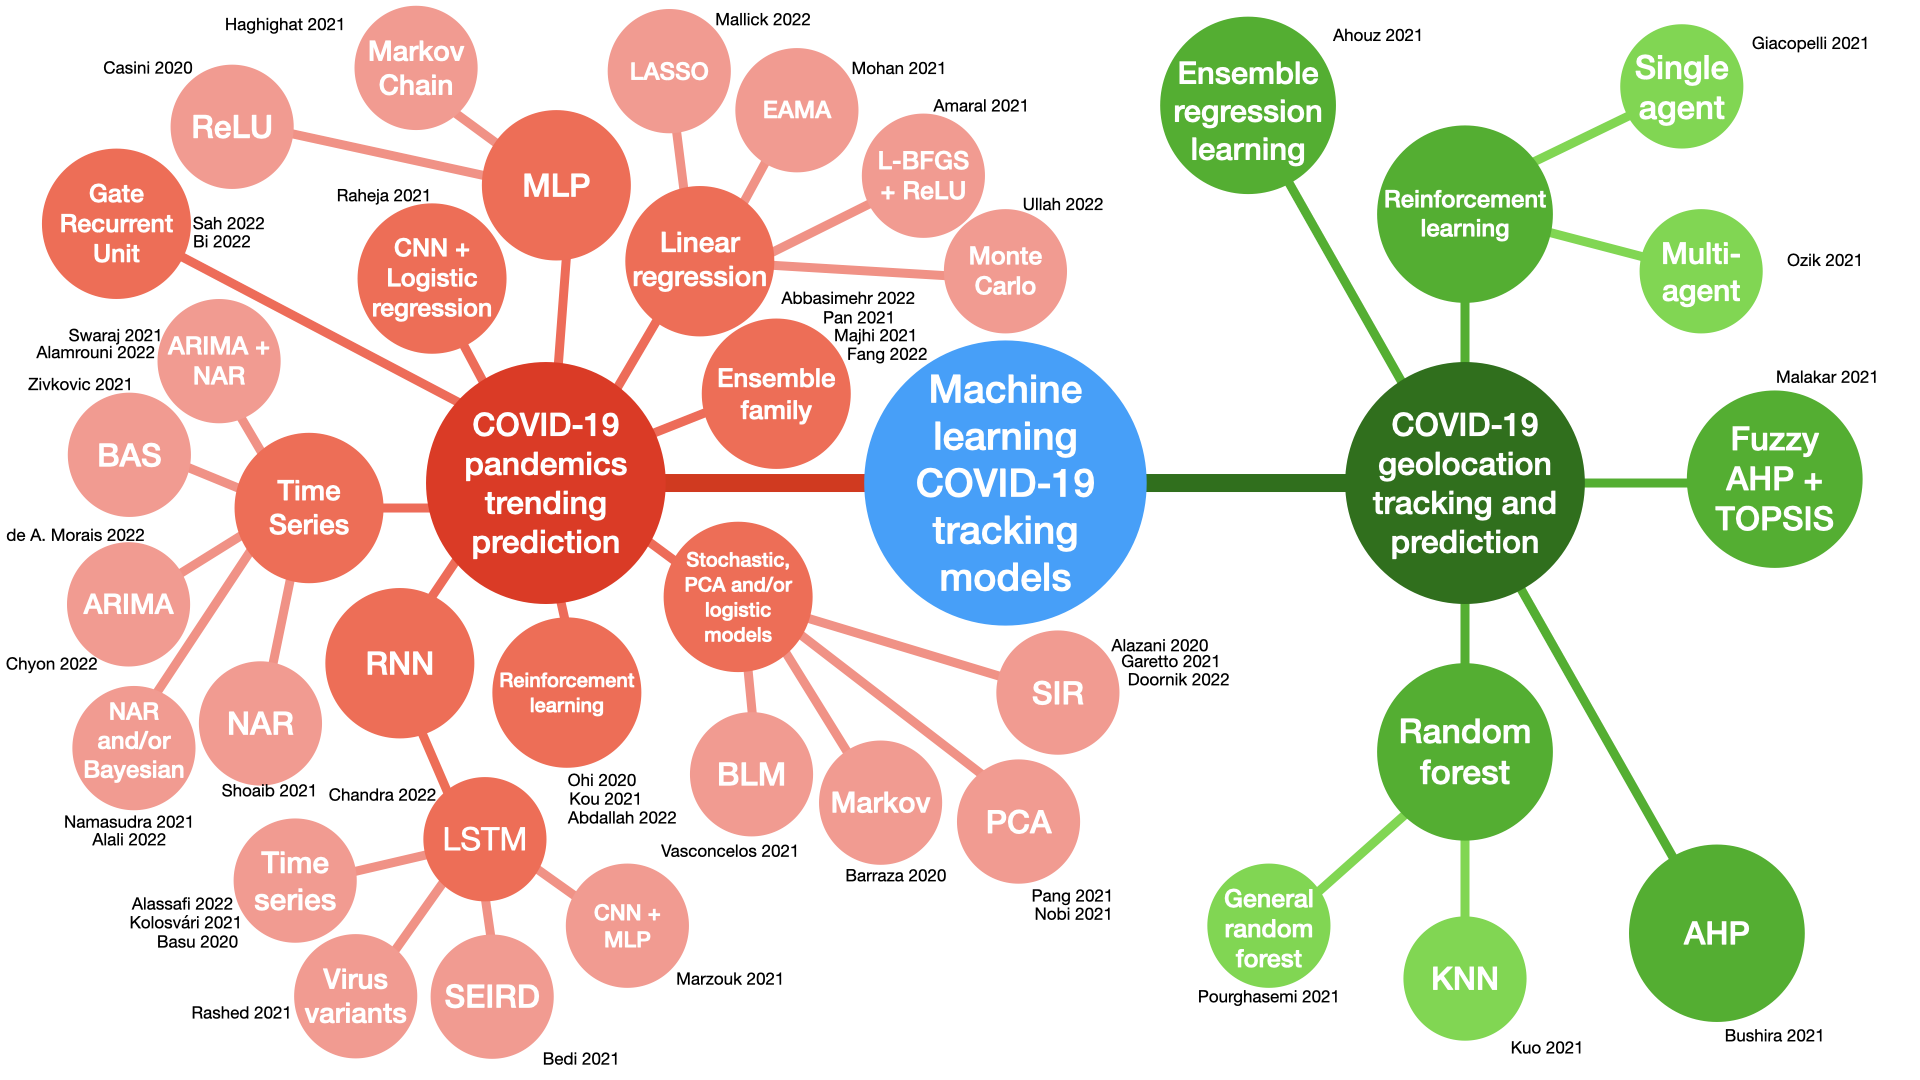 Haghighat 2021
Markov
Chain
Casini 2020
ReLU
MLP
Mallick 2022
LASSO
Mohan 2021
EAMA
Amaral 2021
L-BFGS
+ ReLU
Ullah 2022
Monte
Carlo
Linear
regression
Gate
Recurrent
Unit
Sah 2022
Bi 2022
Raheja 2021
CNN +
Logistic
regression
Abbasimehr 2022
Pan 2021
Majhi 2021
Fang 2022
Ensemble
family
Swaraj 2021
Alamrouni 2022
ARIMA +
NAR
Zivkovic 2021
BAS
Time
Series
de A. Morais 2022
ARIMA
Chyon 2022
NAR
and/or
Bayesian
Namasudra 2021
Alali 2022
NAR
Shoaib 2021
COVID-19
pandemics
trending
prediction
RNN
Chandra 2022
LSTM
Time
series
Alassafi 2022
Kolosvári 2021
Basu 2020
Virus
variants
Rashed 2021
SEIRD
Bedi 2021
CNN +
MLP
Marzouk 2021
Reinforcement
learning
Ohi 2020
Kou 2021
Abdallah 2022
Stochastic,
PCA and/or
logistic
models
BLM
Vasconcelos 2021
Markov
Barraza 2020
PCA
Pang 2021
Nobi 2021
SIR
Alazani 2020
Garetto 2021
Doornik 2022
Machine
learning
COVID-19
tracking
models
Ensemble
regression
learning
Ahouz 2021
Reinforcement
learning
Single
agent
Giacopelli 2021
Multi-
agent
Ozik 2021
COVID-19
geolocation
tracking and
prediction
Malakar 2021
Fuzzy
AHP +
TOPSIS
Random
forest
General
random
forest
Pourghasemi 2021
KNN
Kuo 2021
AHP
Bushira 2021